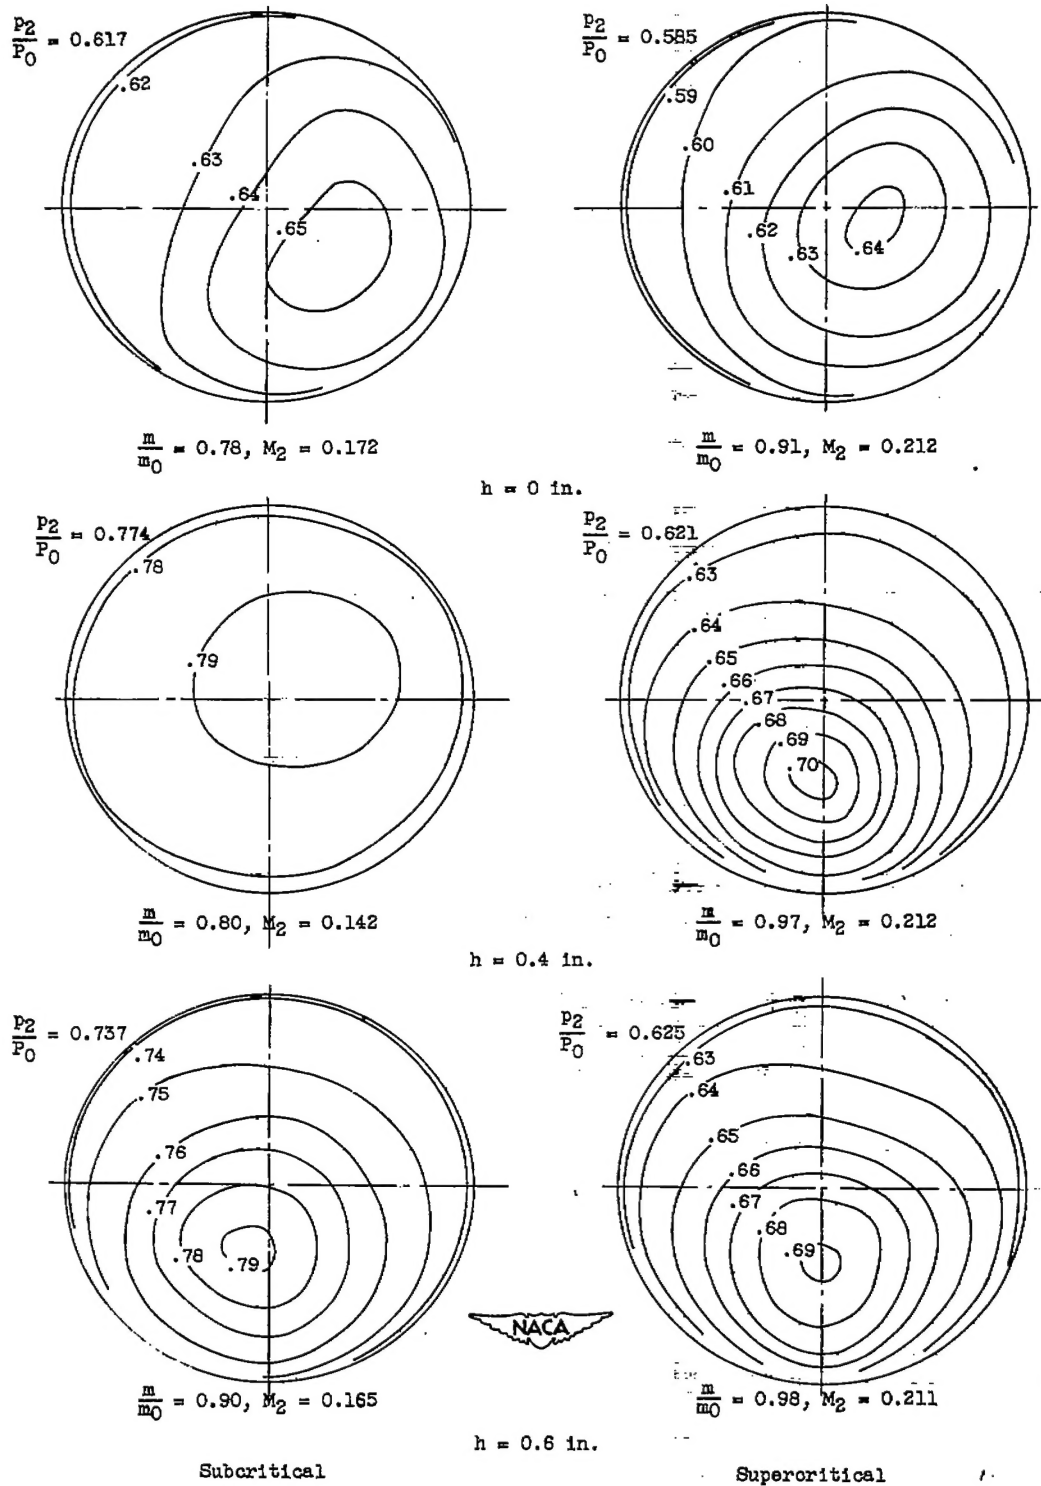 p2/P0 = 0.617
.62
.63
.64
.65
m/m0 = 0.78, M2 = 0.172
p2/P0 = 0.585
.59
.60
.61
.62
.63
.64
m/m0 = 0.91, M2 = 0.212
h = 0 in.
p2/P0 = 0.774
.78
.79
m/m0 = 0.80, M2 = 0.142
p2/P0 = 0.621
.63
.64
.65
.66
.67
.68
.69
.70
m/m0 = 0.97, M2 = 0.212
h = 0.4 in.
p2/P0 = 0.737
.74
.75
.76
.77
.78
.79
m/m0 = 0.90, M2 = 0.165
p2/P0 = 0.625
.63
.64
.65
.66
.67
.68
.69
m/m0 = 0.98, M2 = 0.211
NACA
h = 0.6 in.
Subcritical
Supercritical